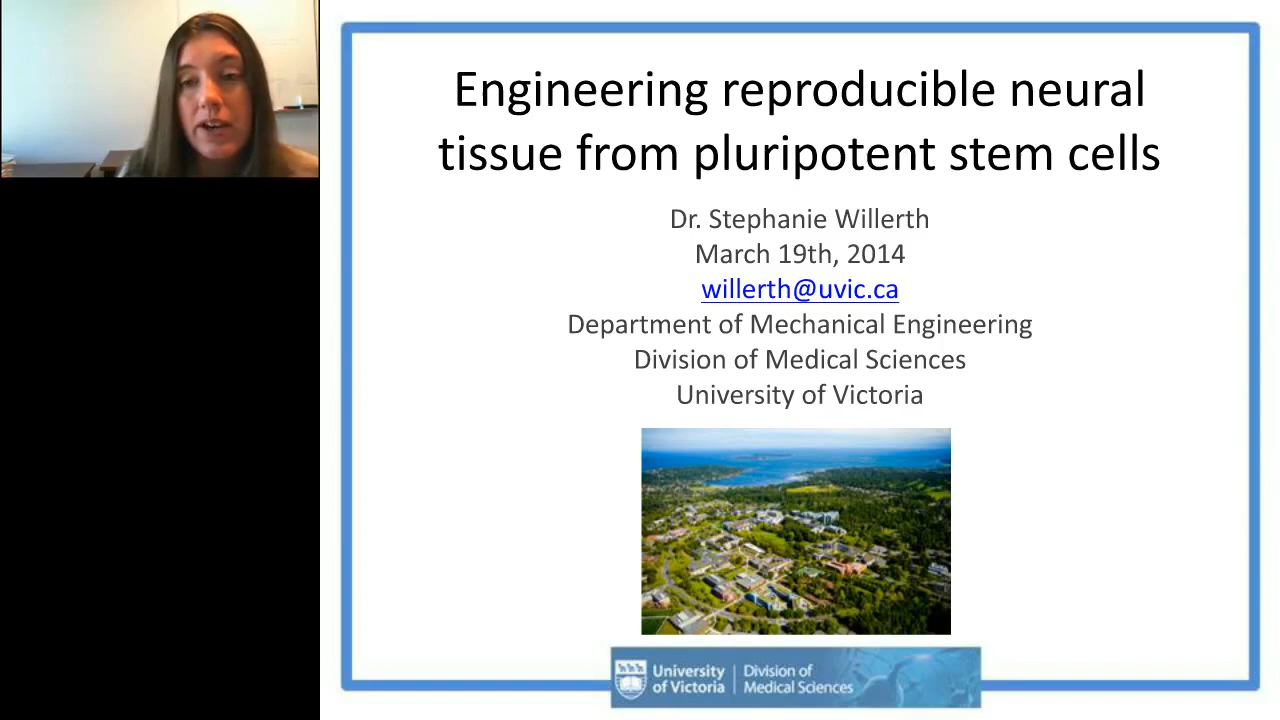 Engineering reproducible neural
tissue from pluripotent stem cells
Dr. Stephanie Willerth
March 19th, 2014
willerth@uvic.ca
Department of Mechanical Engineering
Division of Medical Sciences
University of Victoria
University
of Victoria
Division of
Medical Sciences